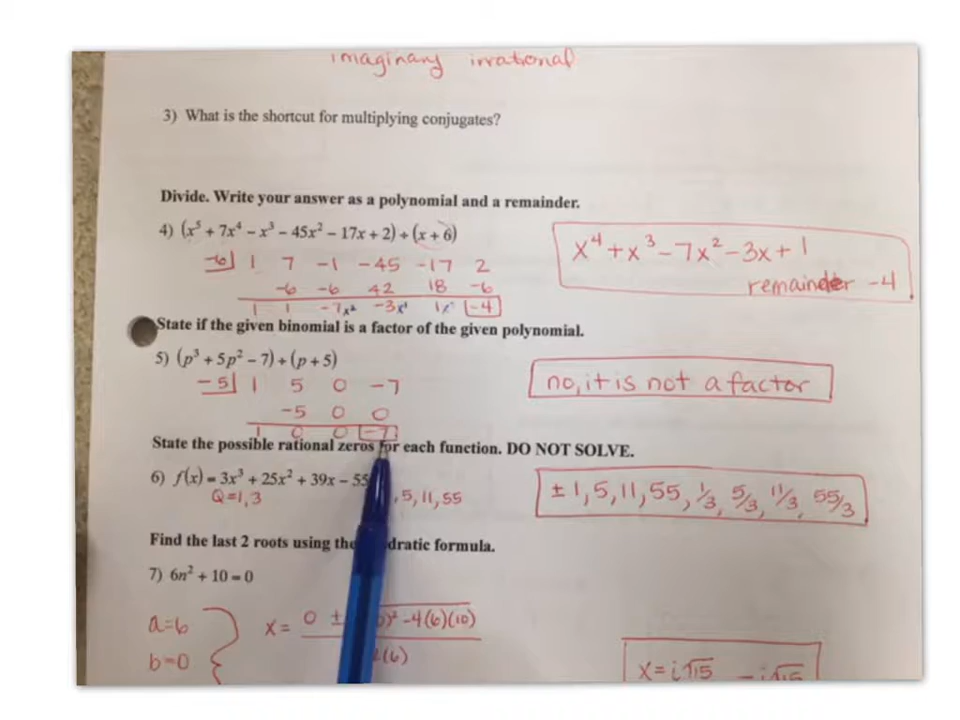 imaginary irrational
3) What is the shortcut for multiplying conjugates?
Divide. Write your answer as a polynomial and a remainder.
4) (x⁵ + 7x⁴ − x³ − 45x² − 17x + 2) ÷ (x + 6)
x⁴ + x³ − 7x² − 3x + 1
remainder −4
−6| 1 7 −1 −45 −17 2
−6 −6 42 18 −6
1 1 −7x² −3x¹ 1x⁰ −4
State if the given binomial is a factor of the given polynomial.
5) (p³ + 5p² − 7) ÷ (p + 5)
no, it is not a factor
−5| 1 5 0 −7
−5 0 0
1 0 0 −7
State the possible rational zeros for each function. DO NOT SOLVE.
6) f(x) = 3x³ + 25x² + 39x − 55
Q=1,3 , 5, 11, 55
± 1, 5, 11, 55, 1/3, 5/3, 11/3, 55/3
Find the last 2 roots using the quadratic formula.
7) 6n² + 10 = 0
a=6
b=0
x= 0 ± )² −4(6)(10)
2(6)
x= i√15 − i√15